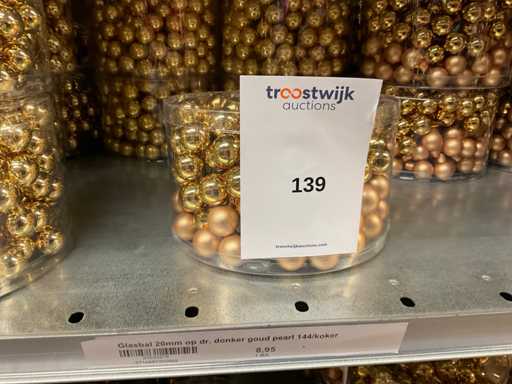 troostwijk
auctions
139
troostwijkauctions.com
Glasbal 20mm op dr. donker goud pearl 144/koker
8,95